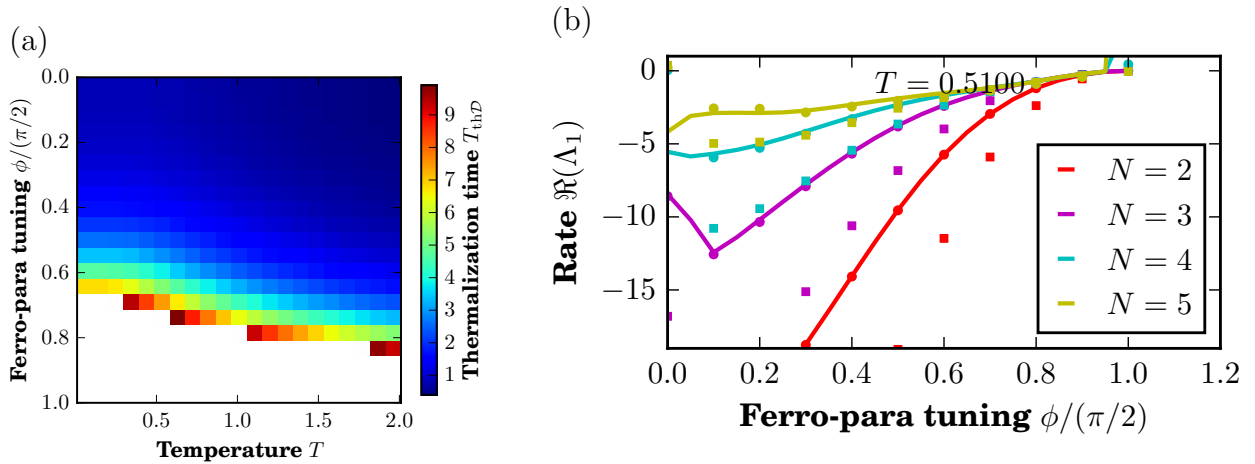 (a)
0.0
0.2
0.4
0.6
0.8
1.0
Ferro-para tuning ϕ/(π/2)
0.5
1.0
1.5
2.0
Temperature T
9
8
7
6
5
4
3
2
1
Thermalization time T_{th𝒟}
(b)
T = 0.5100
0
−5
−10
−15
Rate ℜ(Λ₁)
N = 2
N = 3
N = 4
N = 5
0.0
0.2
0.4
0.6
0.8
1.0
1.2
Ferro-para tuning ϕ/(π/2)